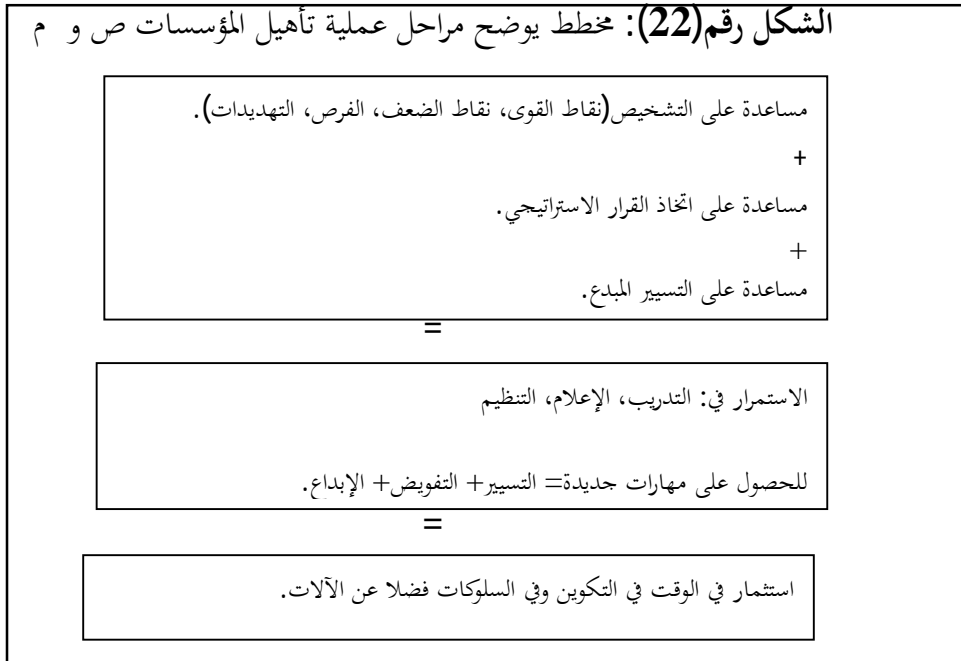 الشكل رقم(22): مخطط يوضح مراحل عملية تأهيل المؤسسات ص و م
مساعدة على التشخيص(نقاط القوى، نقاط الضعف، الفرص، التهديدات).
+
مساعدة على اتخاذ القرار الاستراتيجي.
+
مساعدة على التسيير المبدع.
=
الاستمرار في: التدريب، الإعلام، التنظيم
للحصول على مهارات جديدة= التسيير+ التفويض+ الإبداع.
=
استثمار في الوقت في التكوين وفي السلوكات فضلا عن الآلات.